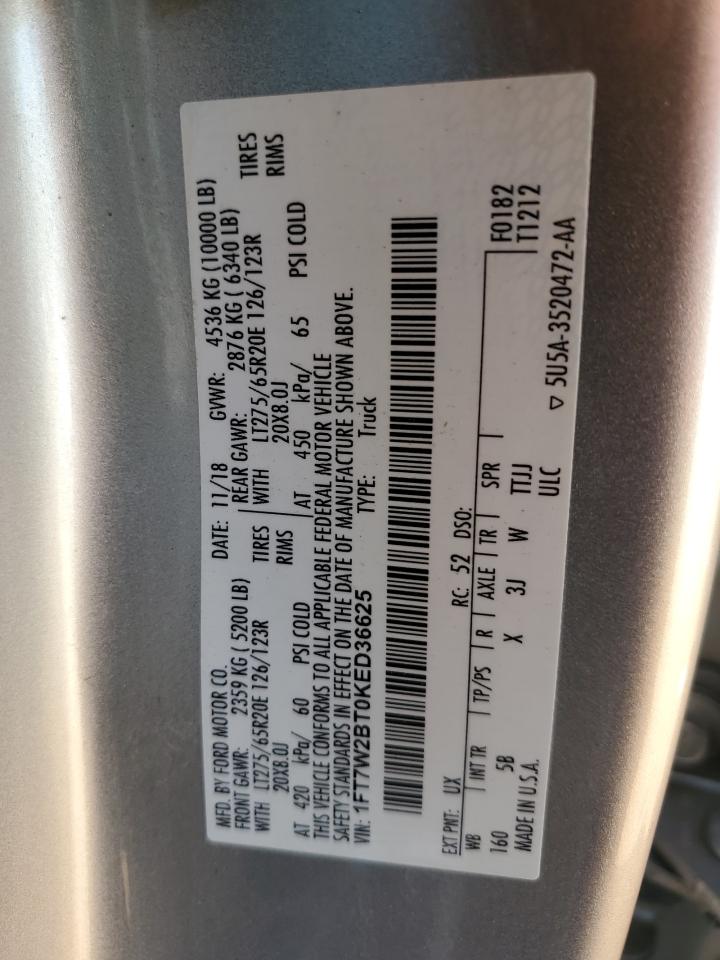 MFD. BY FORD MOTOR CO. DATE: 11/18 GVWR: 4536 KG (10000 LB)
FRONT GAWR: 2359 KG ( 5200 LB) REAR GAWR: 2876 KG ( 6340 LB)
WITH LT275/65R20E 126/123R TIRES WITH LT275/65R20E 126/123R TIRES
20X8.0J RIMS 20X8.0J RIMS
AT 420 kPa/ 60 PSI COLD AT 450 kPa/ 65 PSI COLD
THIS VEHICLE CONFORMS TO ALL APPLICABLE FEDERAL MOTOR VEHICLE
SAFETY STANDARDS IN EFFECT ON THE DATE OF MANUFACTURE SHOWN ABOVE.
VIN: 1FT7W2BT0KED36625 TYPE: Truck
EXT PNT: UX RC: 52 DSO:
WB INT TR TP/PS R AXLE TR SPR F0182
160 5B X 3J W TTJJ T1212
MADE IN U.S.A. ULC
5U5A-3520472-AA